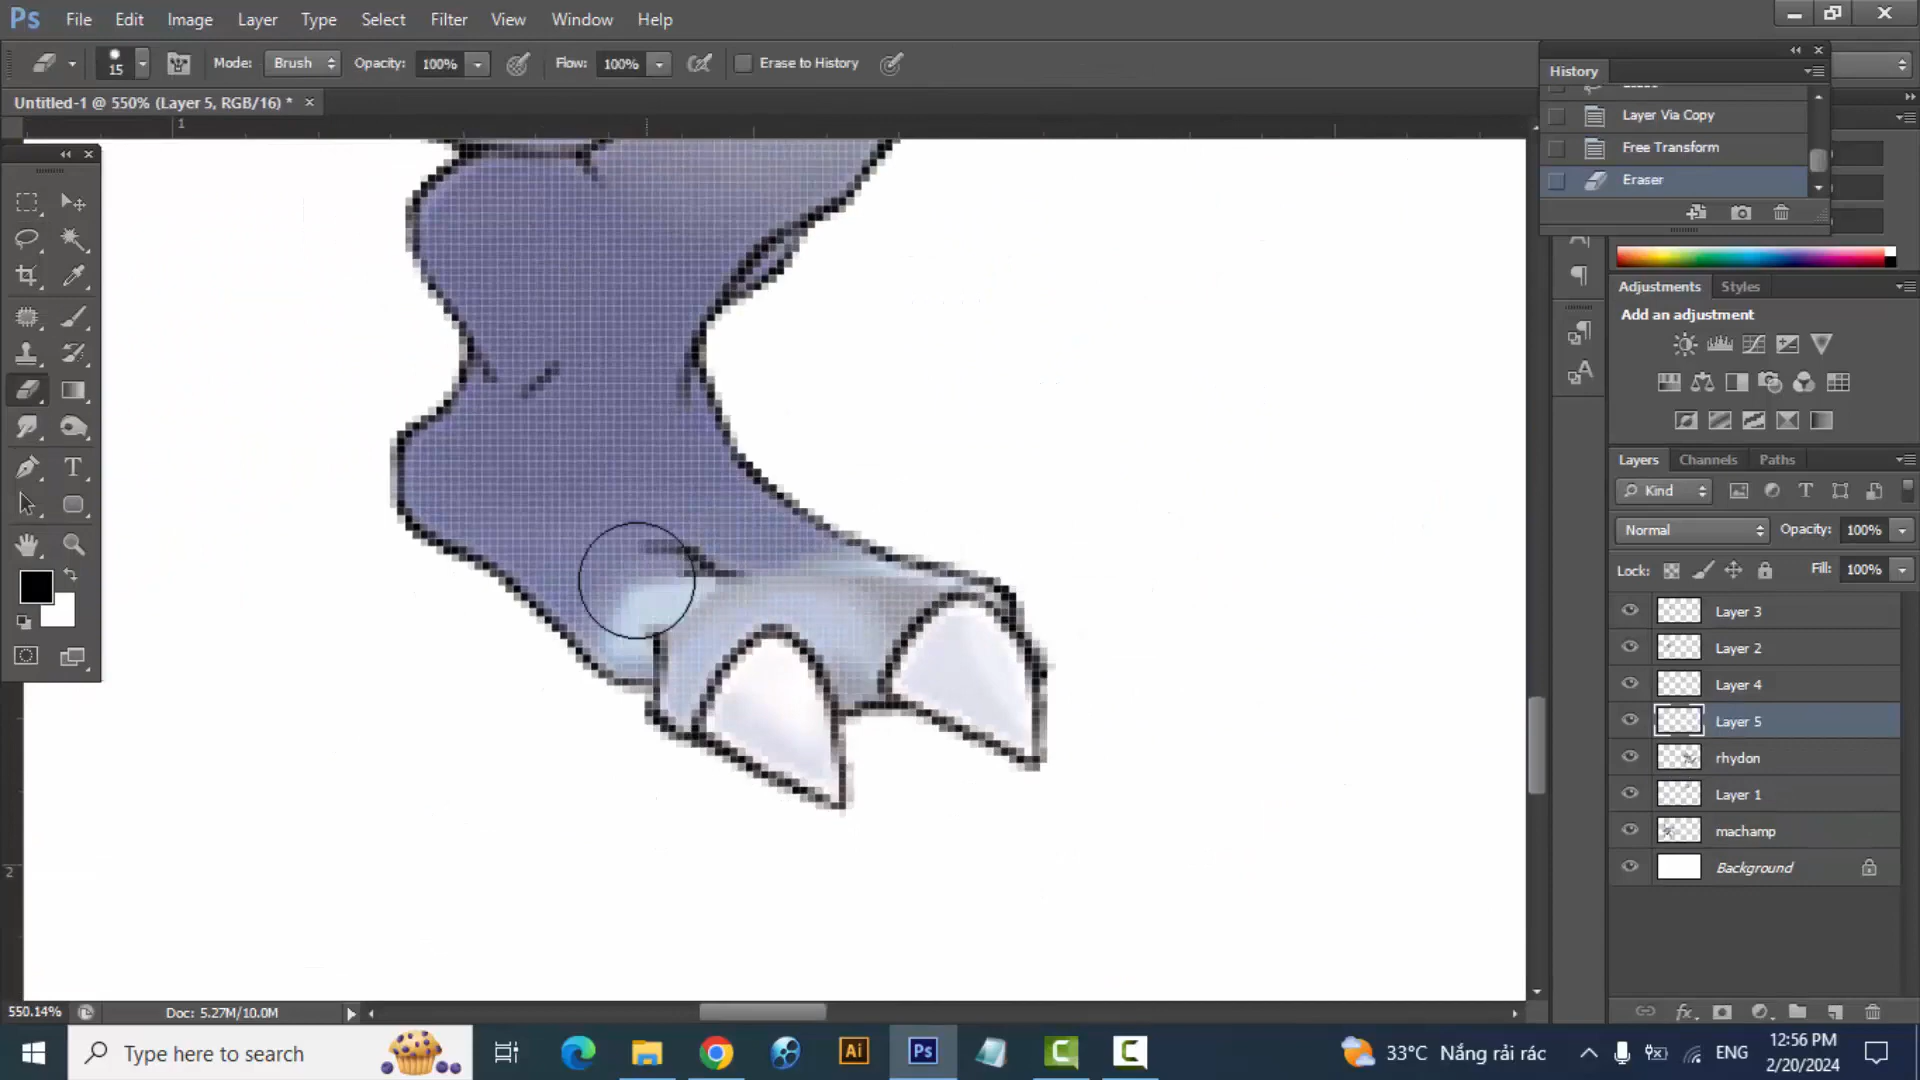 Ps File Edit Image Layer Type Select Filter View Window Help
15 Mode: Brush Opacity: 100% Flow: 100% Erase to History
Untitled-1 @ 550% (Layer 5, RGB/16) * ×
History
Layer Via Copy
Free Transform
Eraser
1
2
T
Adjustments Styles
Add an adjustment
Layers Channels Paths
Kind
Normal Opacity: 100%
Lock: Fill: 100%
Layer 3
Layer 2
Layer 4
Layer 5
rhydon
Layer 1
machamp
Background
550.14% Doc: 5.27M/10.0M
Type here to search
Ai
Ps
33°C Nắng rải rác
ENG
12:56 PM
2/20/2024